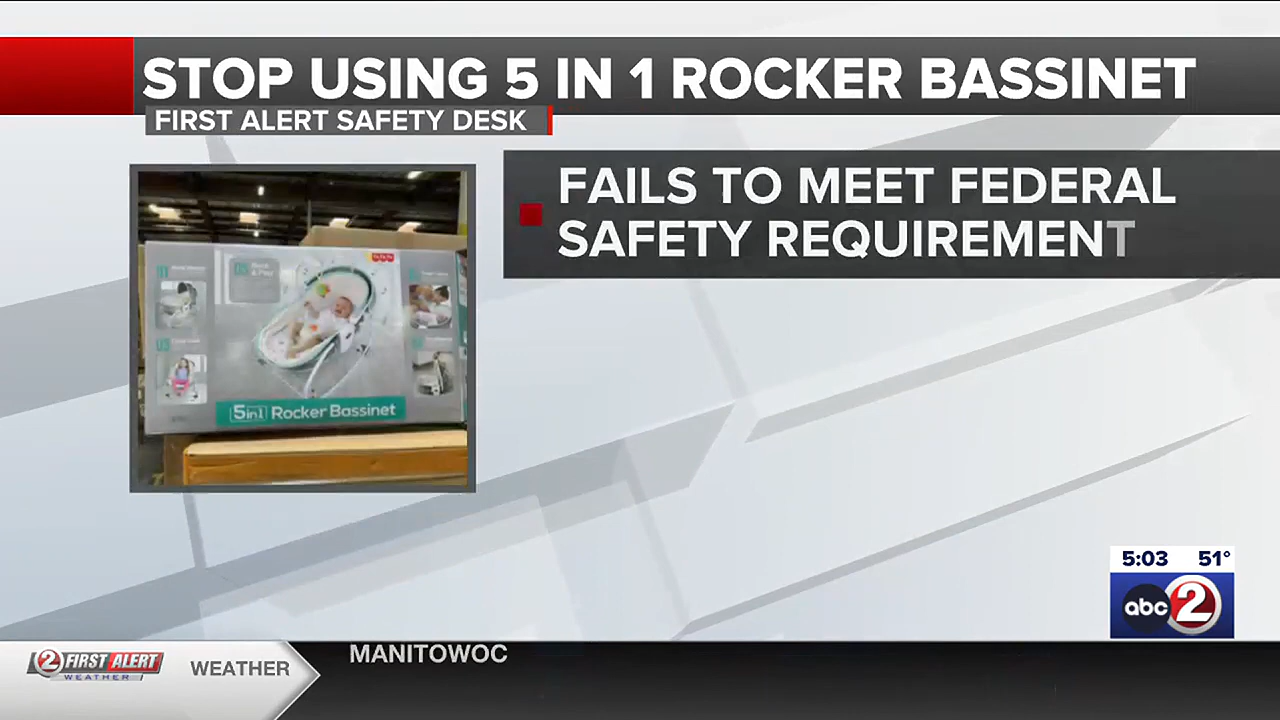 STOP USING 5 IN 1 ROCKER BASSINET
FIRST ALERT SAFETY DESK
FAILS TO MEET FEDERAL
SAFETY REQUIREMENT
5in1 Rocker Bassinet
5:03 51°
abc 2
2 FIRST ALERT
WEATHER
WEATHER
MANITOWOC